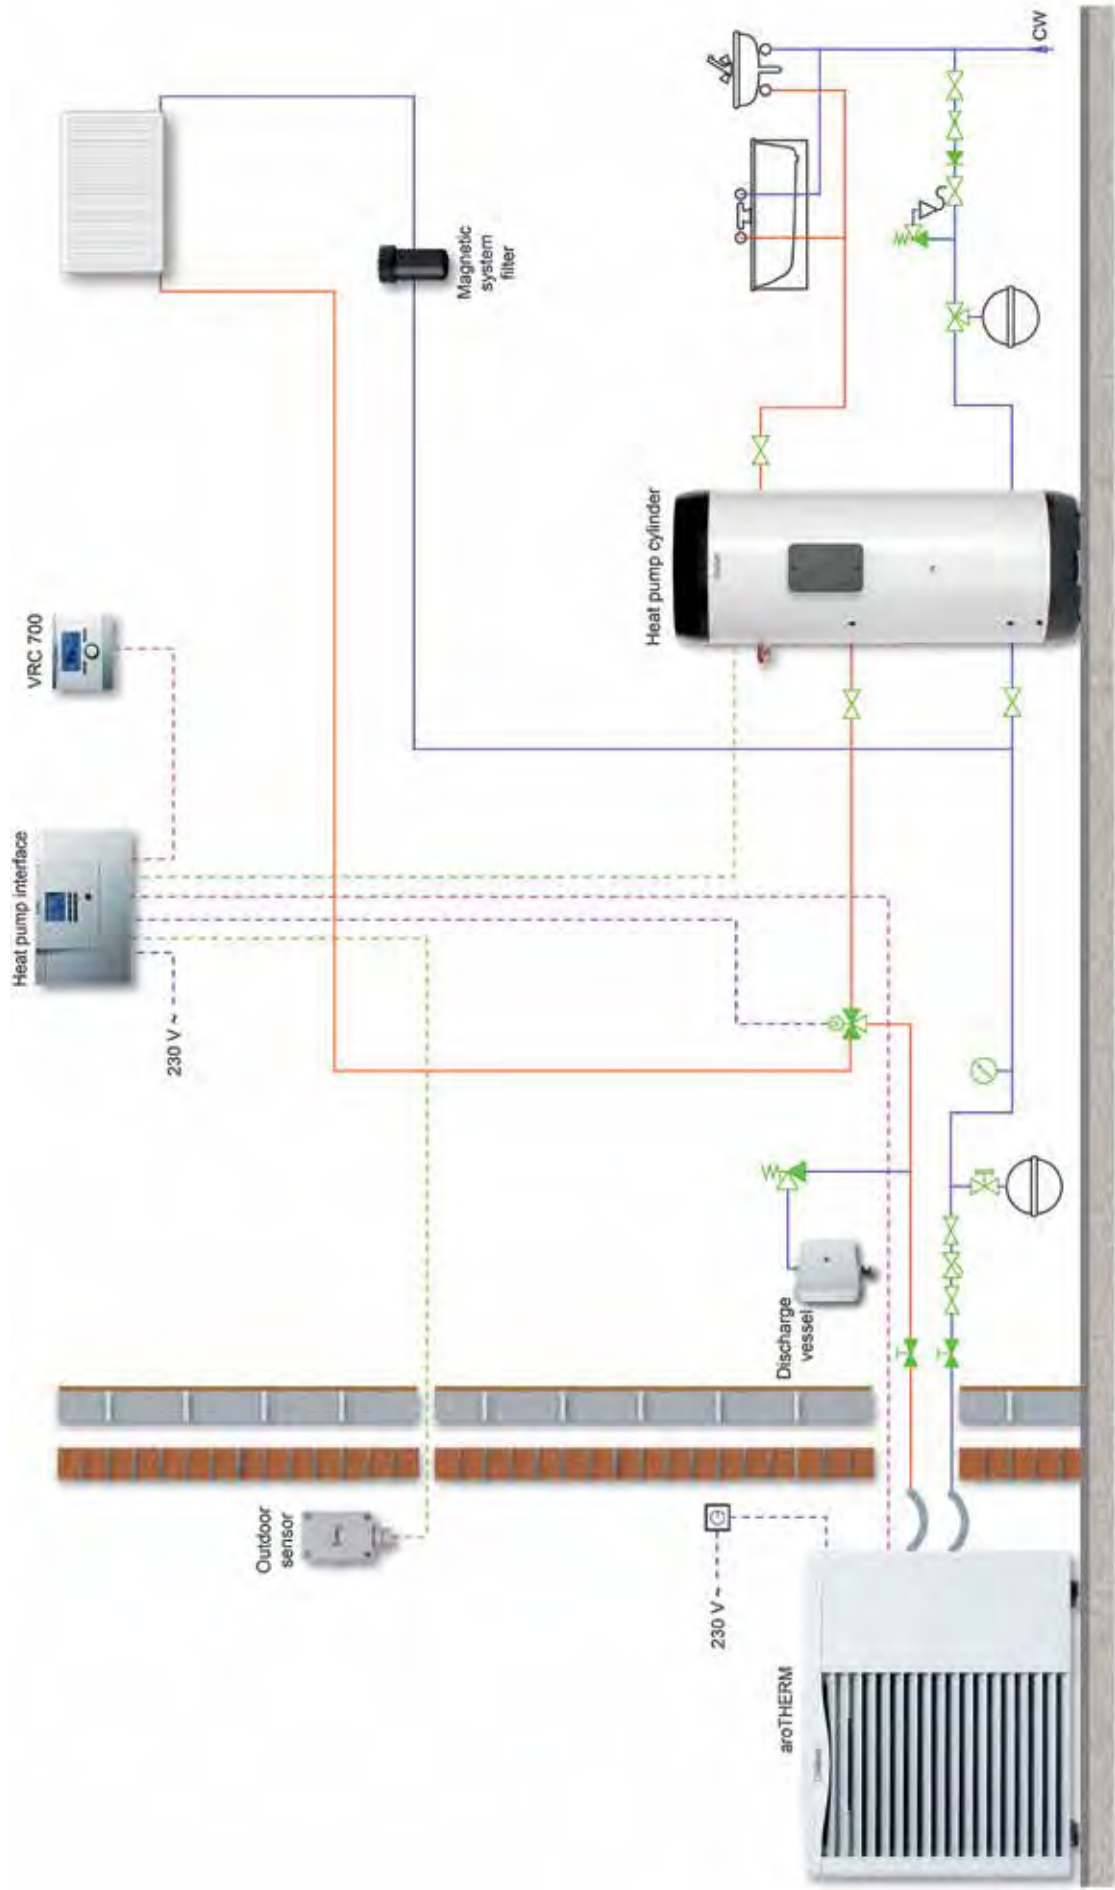 VRC 700
Heat pump interface
230 V ~
Magnetic
system
filter
Outdoor
sensor
Heat pump cylinder
CW
Discharge
vessel
230 V ~
aroTHERM